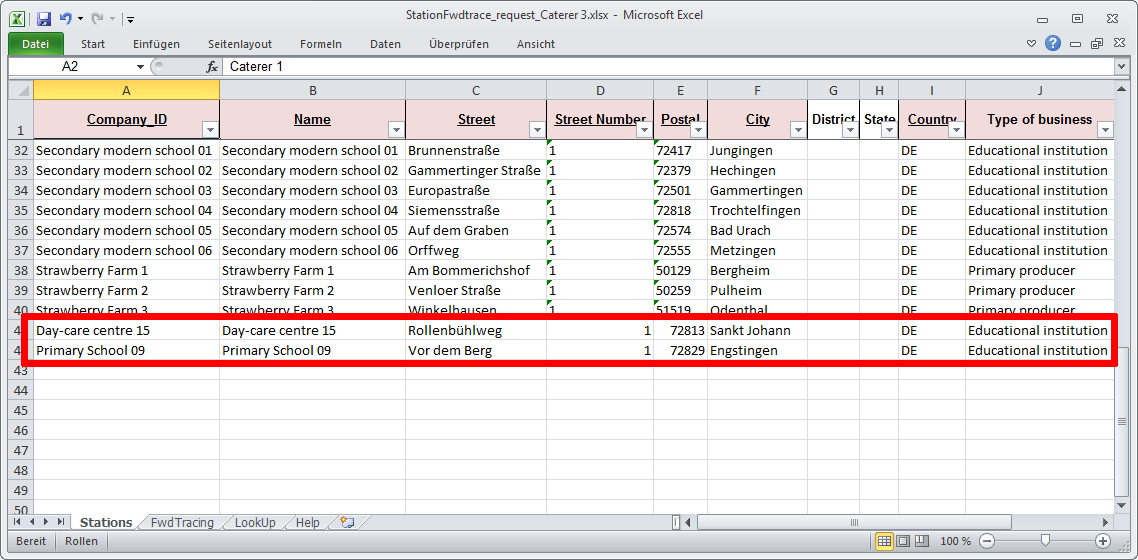 StationFwdtrace_request_Caterer 3.xlsx - Microsoft Excel
Datei Start Einfügen Seitenlayout Formeln Daten Überprüfen Ansicht
A2 fx Caterer 1
A B C D E F G H I J
1 Company_ID Name Street Street Number Postal City District State Country Type of business
32 Secondary modern school 01 Secondary modern school 01 Brunnenstraße 1 72417 Jungingen DE Educational institution
33 Secondary modern school 02 Secondary modern school 02 Gammertinger Straße 1 72379 Hechingen DE Educational institution
34 Secondary modern school 03 Secondary modern school 03 Europastraße 1 72501 Gammertingen DE Educational institution
35 Secondary modern school 04 Secondary modern school 04 Siemensstraße 1 72818 Trochtelfingen DE Educational institution
36 Secondary modern school 05 Secondary modern school 05 Auf dem Graben 1 72574 Bad Urach DE Educational institution
37 Secondary modern school 06 Secondary modern school 06 Orffweg 1 72555 Metzingen DE Educational institution
38 Strawberry Farm 1 Strawberry Farm 1 Am Bommerichshof 1 50129 Bergheim DE Primary producer
39 Strawberry Farm 2 Strawberry Farm 2 Venloer Straße 1 50259 Pulheim DE Primary producer
40 Strawberry Farm 3 Strawberry Farm 3 Winkelhausen 1 51519 Odenthal DE Primary producer
4 Day-care centre 15 Day-care centre 15 Rollenbühlweg 1 72813 Sankt Johann DE Educational institution
4 Primary School 09 Primary School 09 Vor dem Berg 1 72829 Engstingen DE Educational institution
43
44
45
46
47
48
49
50
Stations FwdTracing LookUp Help
Bereit Rollen 100 %